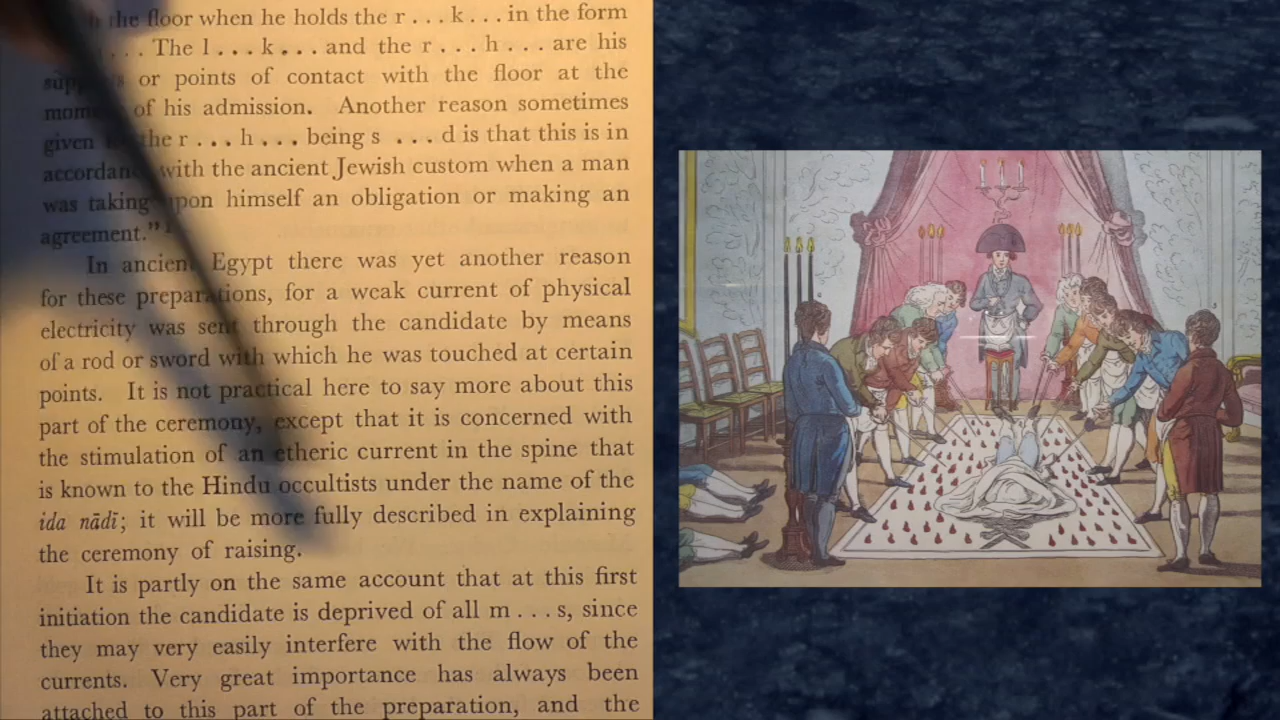 the floor when he holds the r . . . k . . . in the form
. . . The l . . . k . . . and the r . . . h . . . are his
or points of contact with the floor at the
of his admission. Another reason sometimes
given the r . . . h . . . being s . . . d is that this is in
with the ancient Jewish custom when a man
was taking upon himself an obligation or making an
agreement." 1
In ancient Egypt there was yet another reason
for these preparations, for a weak current of physical
electricity was sent through the candidate by means
of a rod or sword with which he was touched at certain
points. It is not practical here to say more about this
part of the ceremony, except that it is concerned with
the stimulation of an etheric current in the spine that
is known to the Hindu occultists under the name of the
ida nādī; it will be more fully described in explaining
the ceremony of raising.
It is partly on the same account that at this first
initiation the candidate is deprived of all m . . . s, since
they may very easily interfere with the flow of the
currents. Very great importance has always been
attached to this part of the preparation, and the